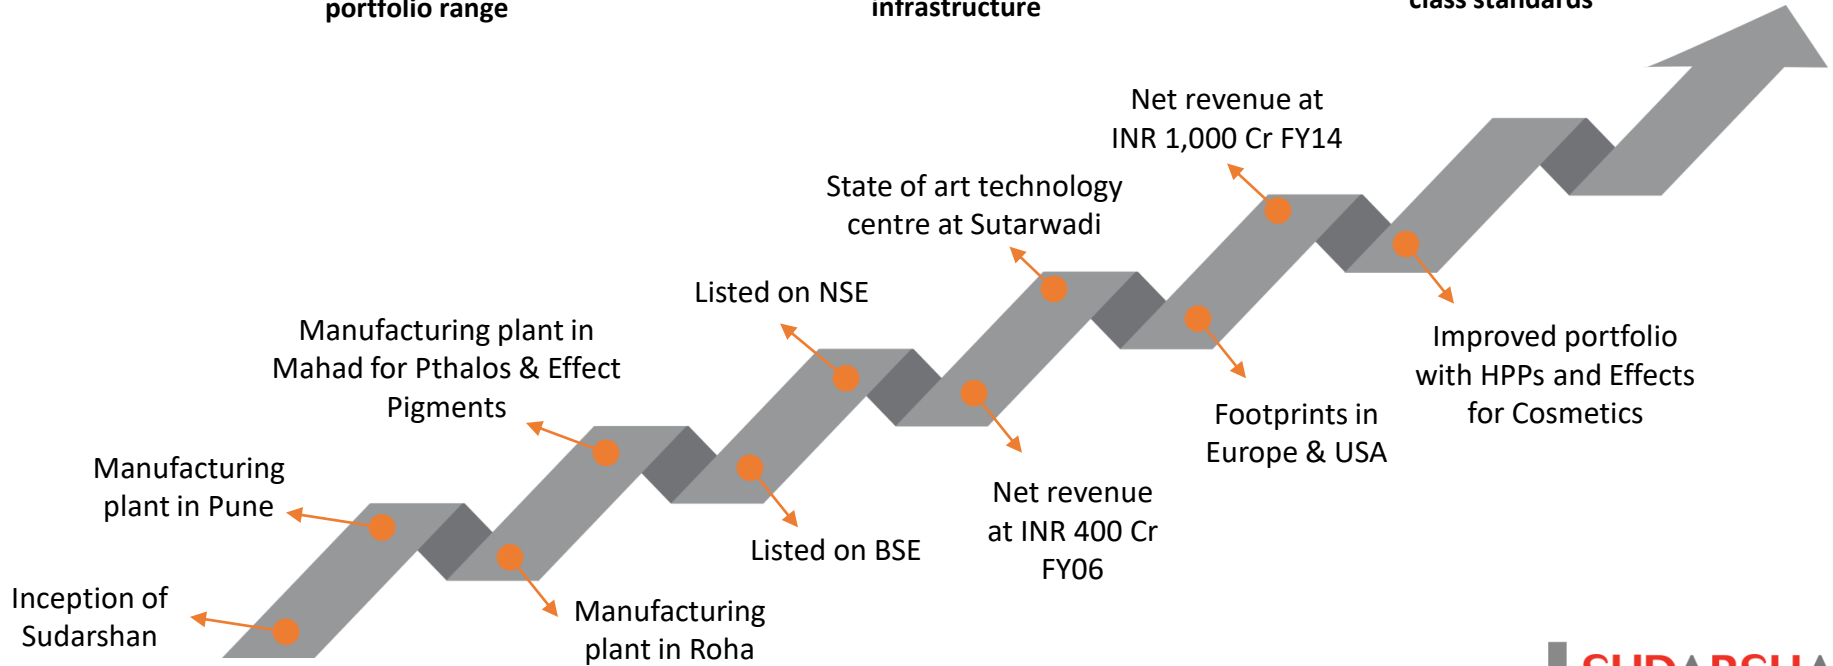 portfolio range
infrastructure
class standards
Net revenue at
INR 1,000 Cr FY14
State of art technology
centre at Sutarwadi
Listed on NSE
Manufacturing plant in
Mahad for Pthalos & Effect
Pigments
Improved portfolio
with HPPs and Effects
for Cosmetics
Footprints in
Europe & USA
Manufacturing
plant in Pune
Net revenue
at INR 400 Cr
FY06
Listed on BSE
Inception of
Sudarshan
Manufacturing
plant in Roha